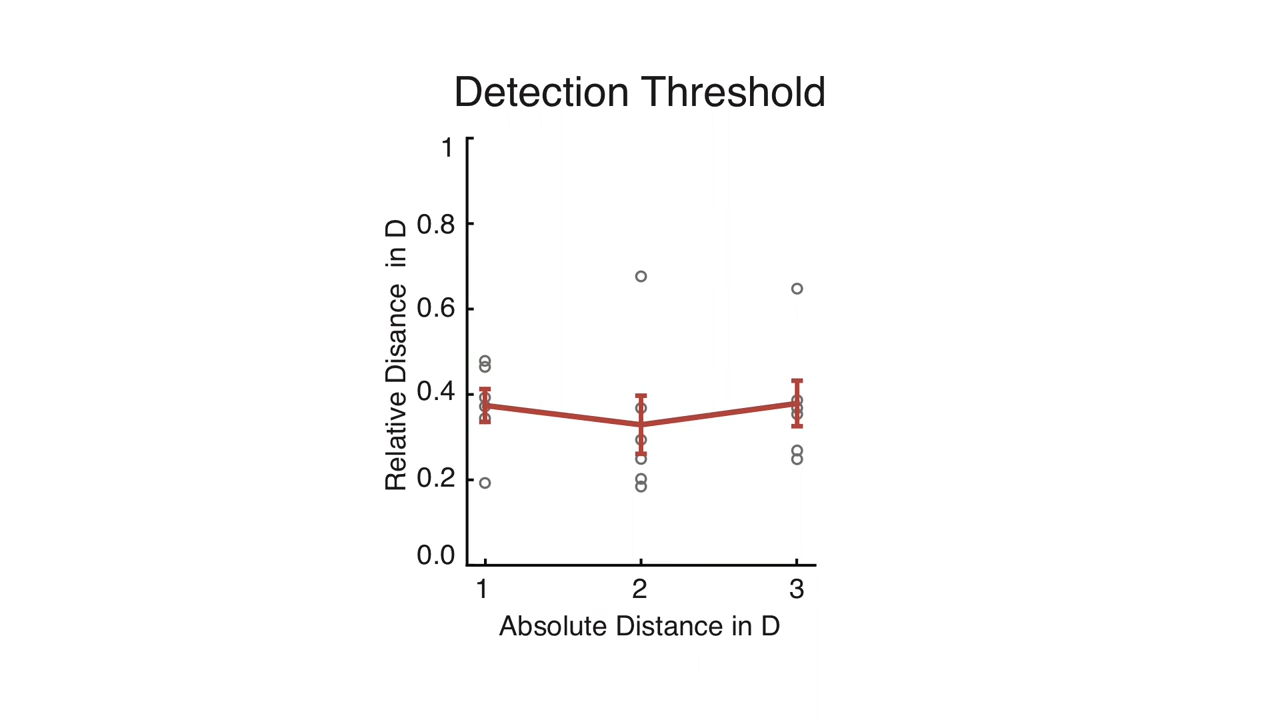 Detection Threshold
1
0.8
0.6
0.4
0.2
0.0
Relative Disance in D
1 2 3
Absolute Distance in D